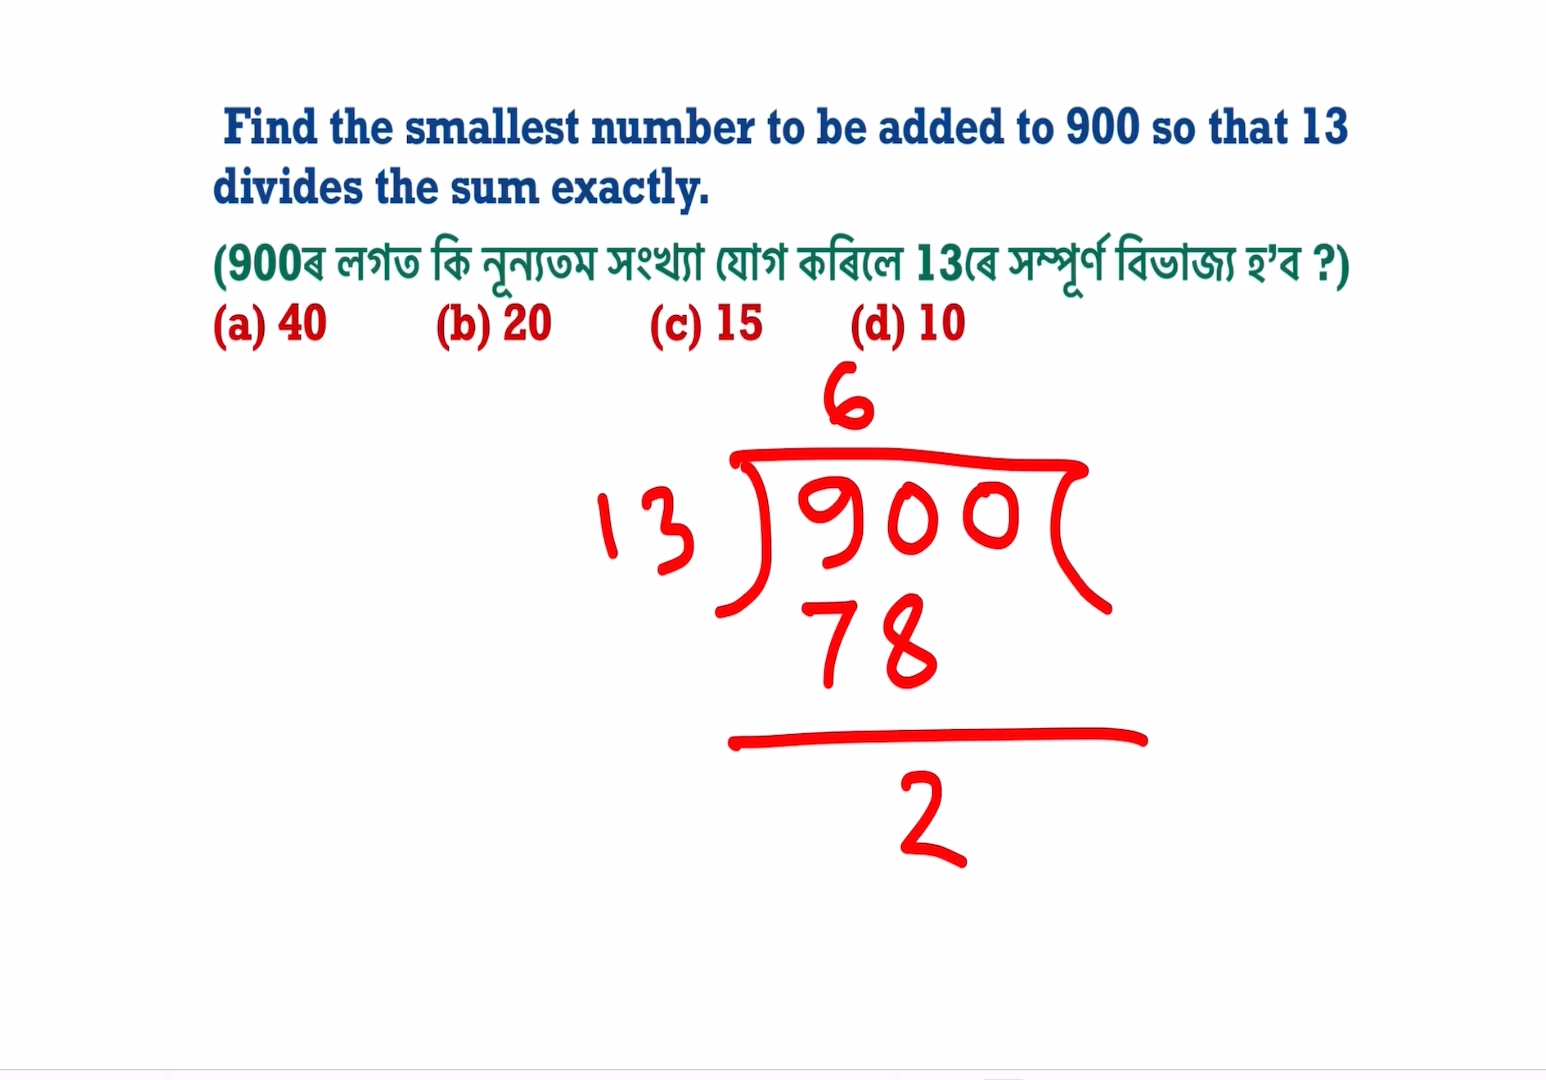 Find the smallest number to be added to 900 so that 13
divides the sum exactly.
(900ৰ লগত কি নূন্যতম সংখ্যা যোগ কৰিলে 13ৰে সম্পূৰ্ণ বিভাজ্য হ’ব ?)
(a) 40 (b) 20 (c) 15 (d) 10
6
13 ) 900 (
78
2